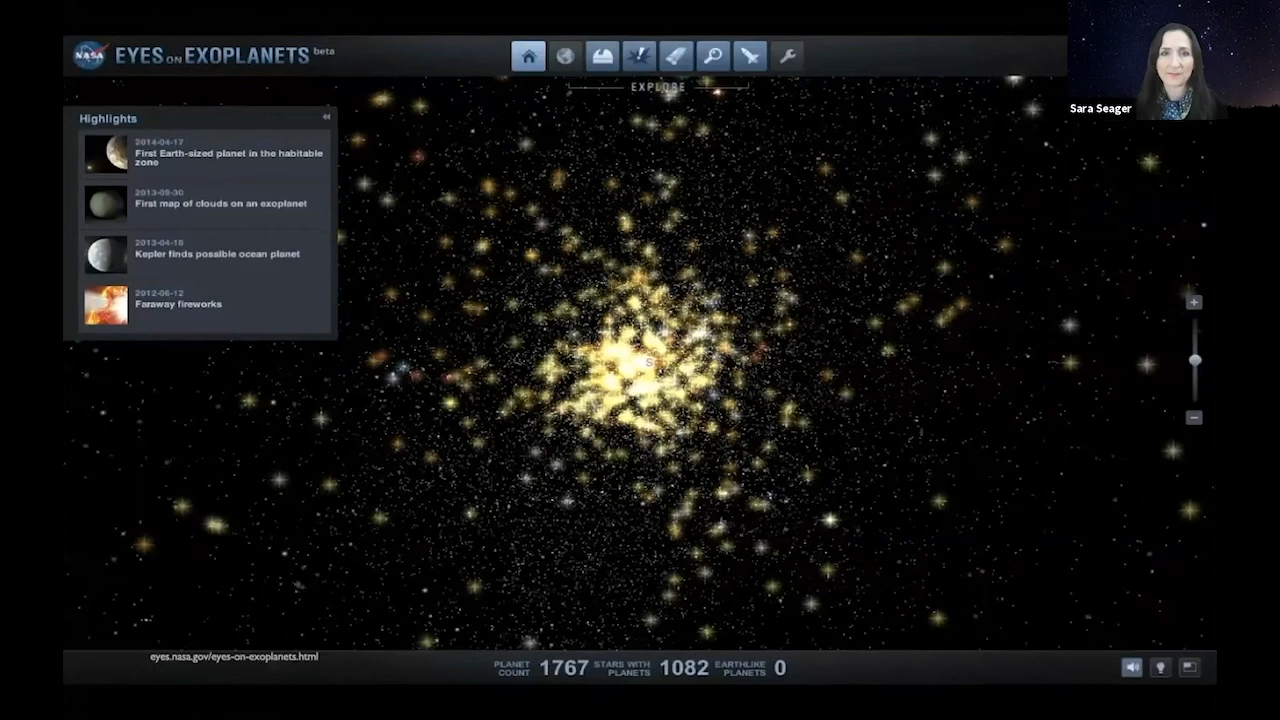 NASA
EYES ON EXOPLANETS beta
EXPLORE
Sara Seager
Highlights
2014-04-17
First Earth-sized planet in the habitable
zone
2013-09-30
First map of clouds on an exoplanet
2013-04-18
Kepler finds possible ocean planet
2012-06-12
Faraway fireworks
eyes.nasa.gov/eyes-on-exoplanets.html
PLANET COUNT 1767 STARS WITH PLANETS 1082 EARTHLIKE PLANETS 0